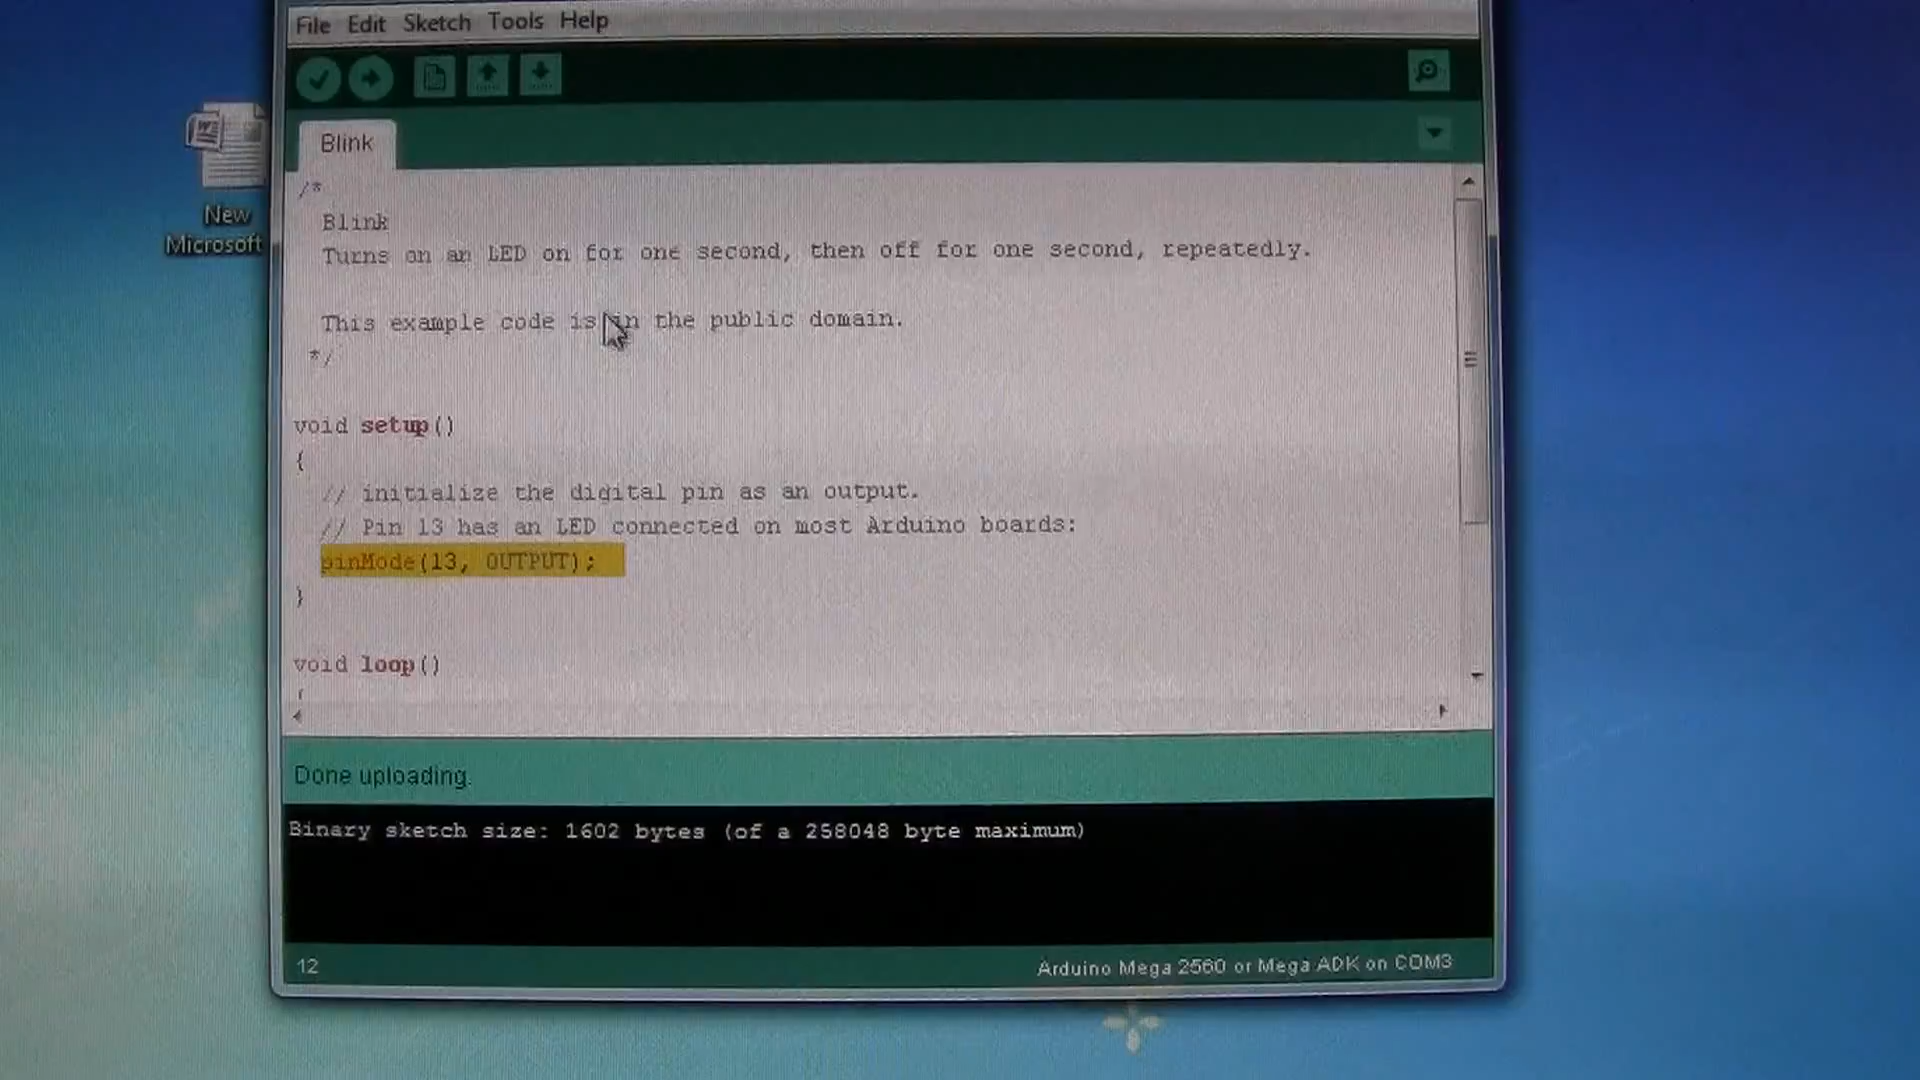 File Edit Sketch Tools Help
Blink
New
Microsoft
/*
Blink
Turns on an LED on for one second, then off for one second, repeatedly.
This example code is in the public domain.
*/
void setup()
{
// initialize the digital pin as an output.
// Pin 13 has an LED connected on most Arduino boards:
pinMode(13, OUTPUT);
}
void loop()
{
Done uploading.
Binary sketch size: 1602 bytes (of a 258048 byte maximum)
12
Arduino Mega 2560 or Mega ADK on COM3